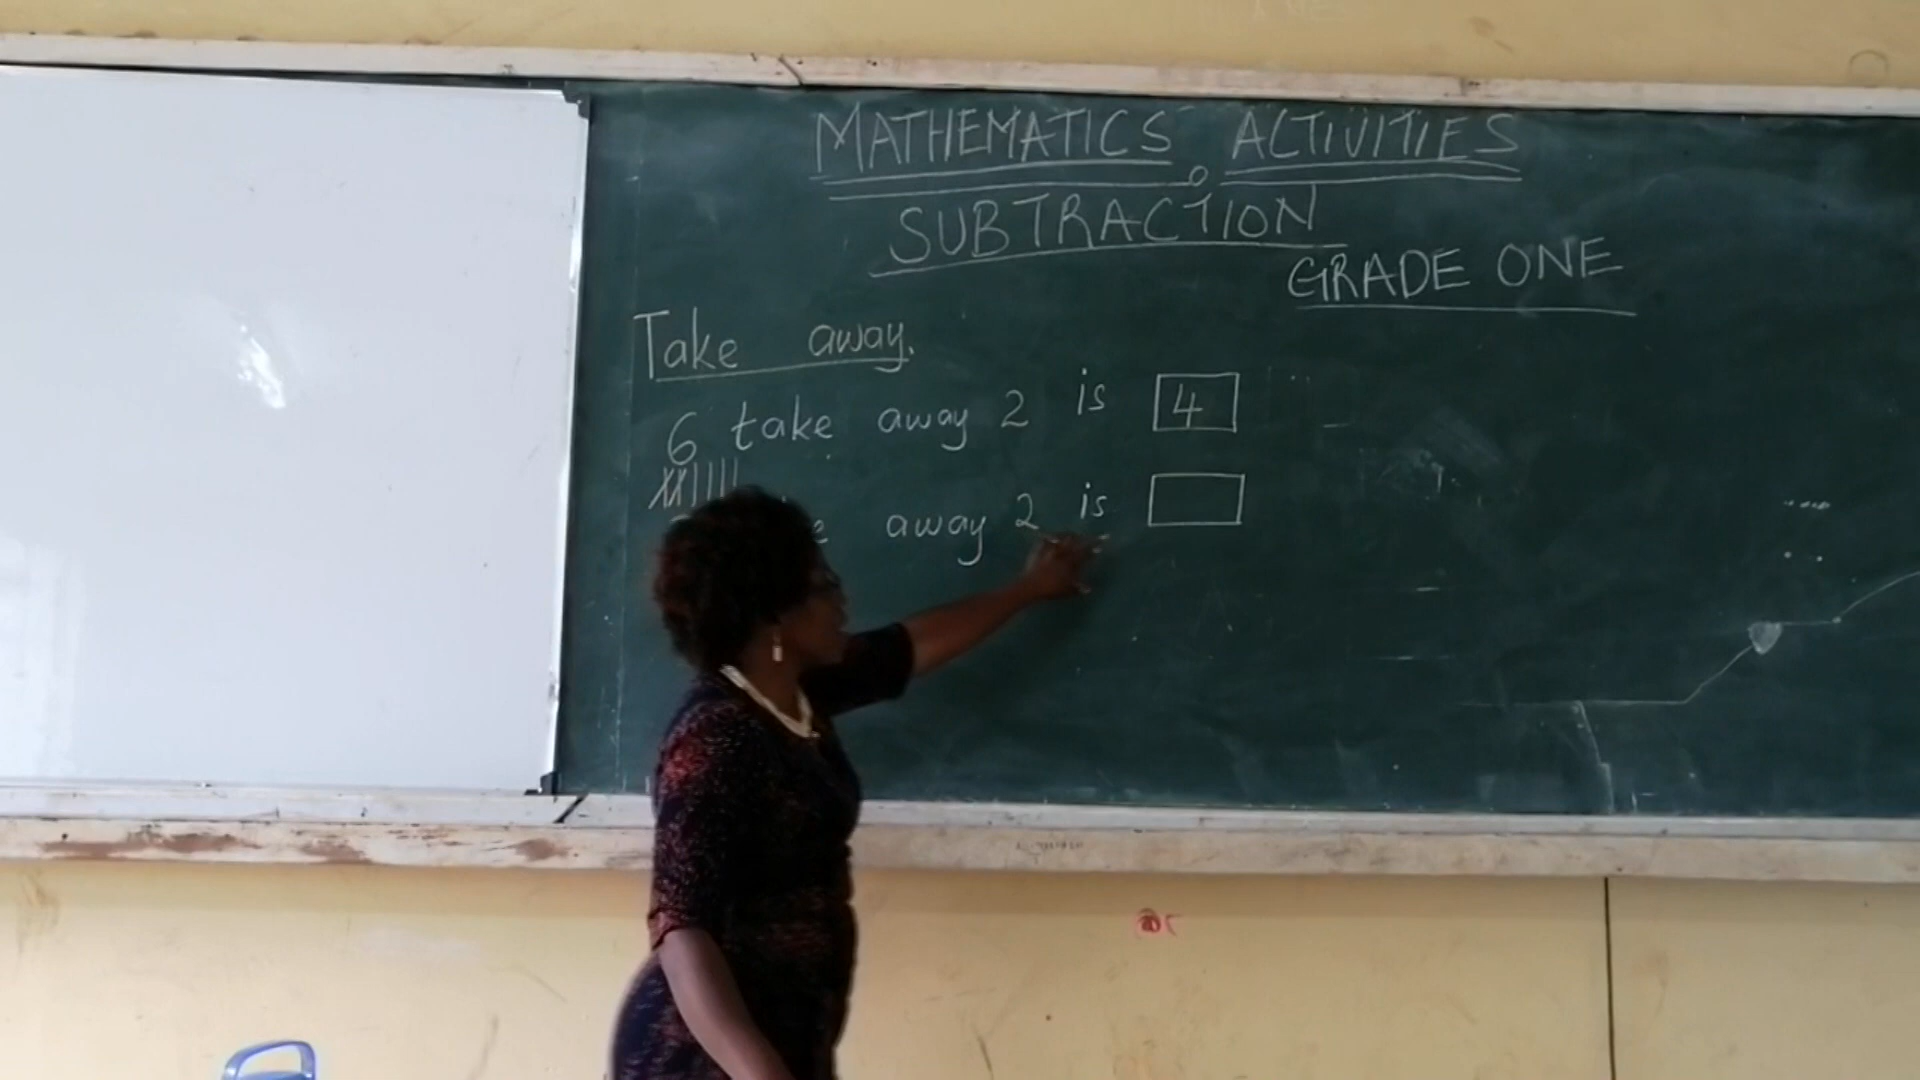 MATHEMATICS ACTIVITIES
SUBTRACTION
GRADE ONE
Take away.
6 take away 2 is 4
away 2 is